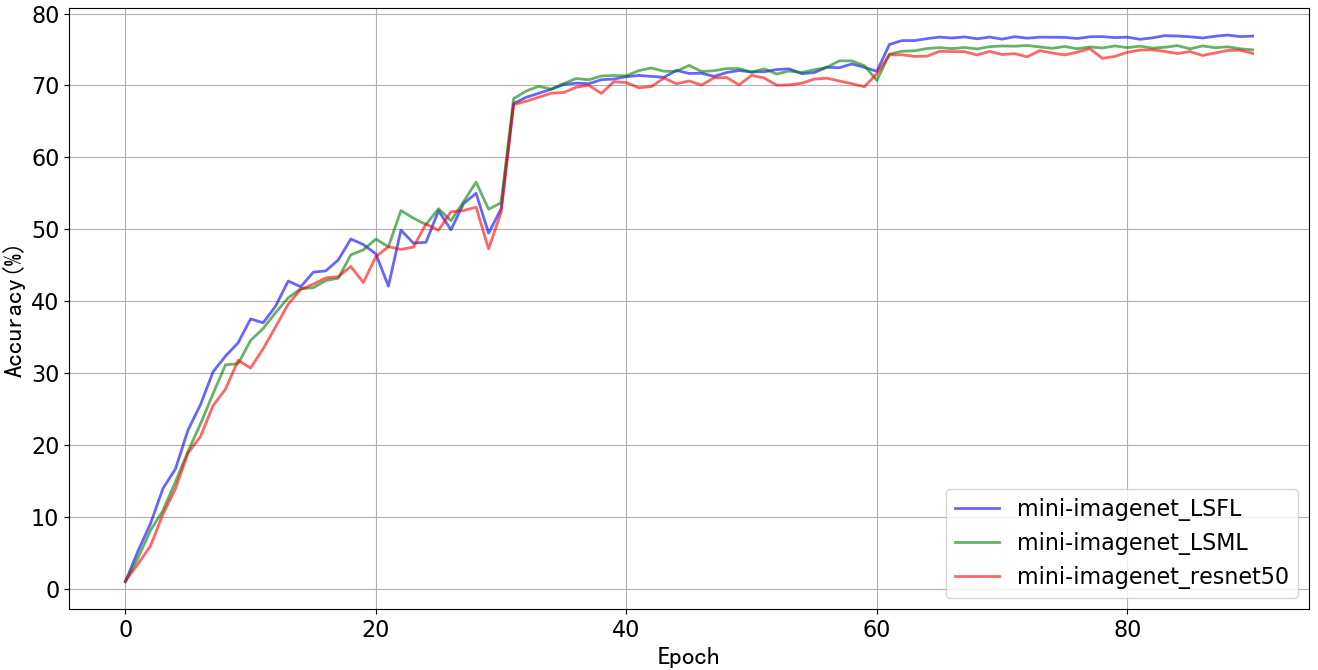 80
70
60
50
40
30
20
10
0
Accuracy (%)
0 20 40 60 80
Epoch
mini-imagenet_LSFL
mini-imagenet_LSML
mini-imagenet_resnet50